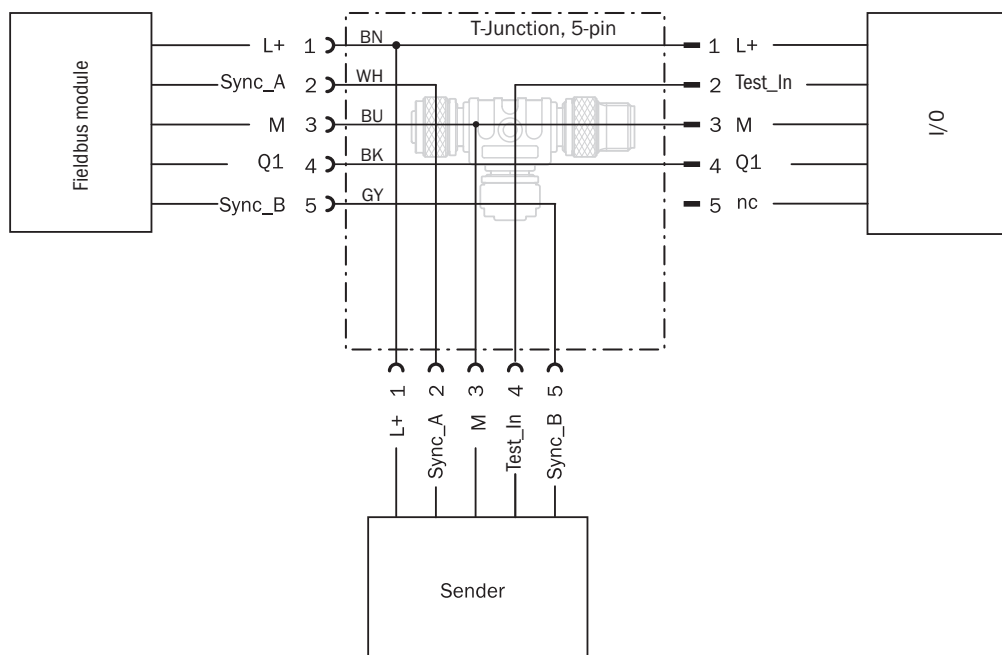 T-Junction, 5-pin
Fieldbus module
L+ 1 BN 1 L+
Sync_A 2 WH 2 Test_In
M 3 BU 3 M
Q1 4 BK 4 Q1
Sync_B 5 GY 5 nc
I/0
1 2 3 4 5
L+ Sync_A M Test_In Sync_B
Sender